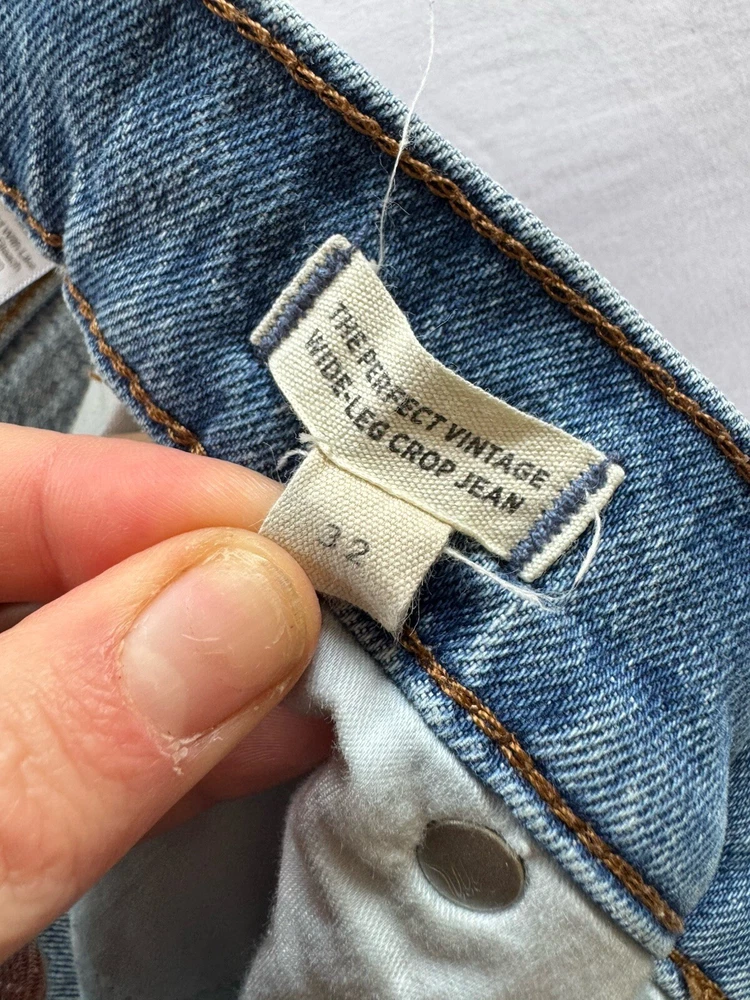 THE PERFECT VINTAGE
WIDE-LEG CROP JEAN
32